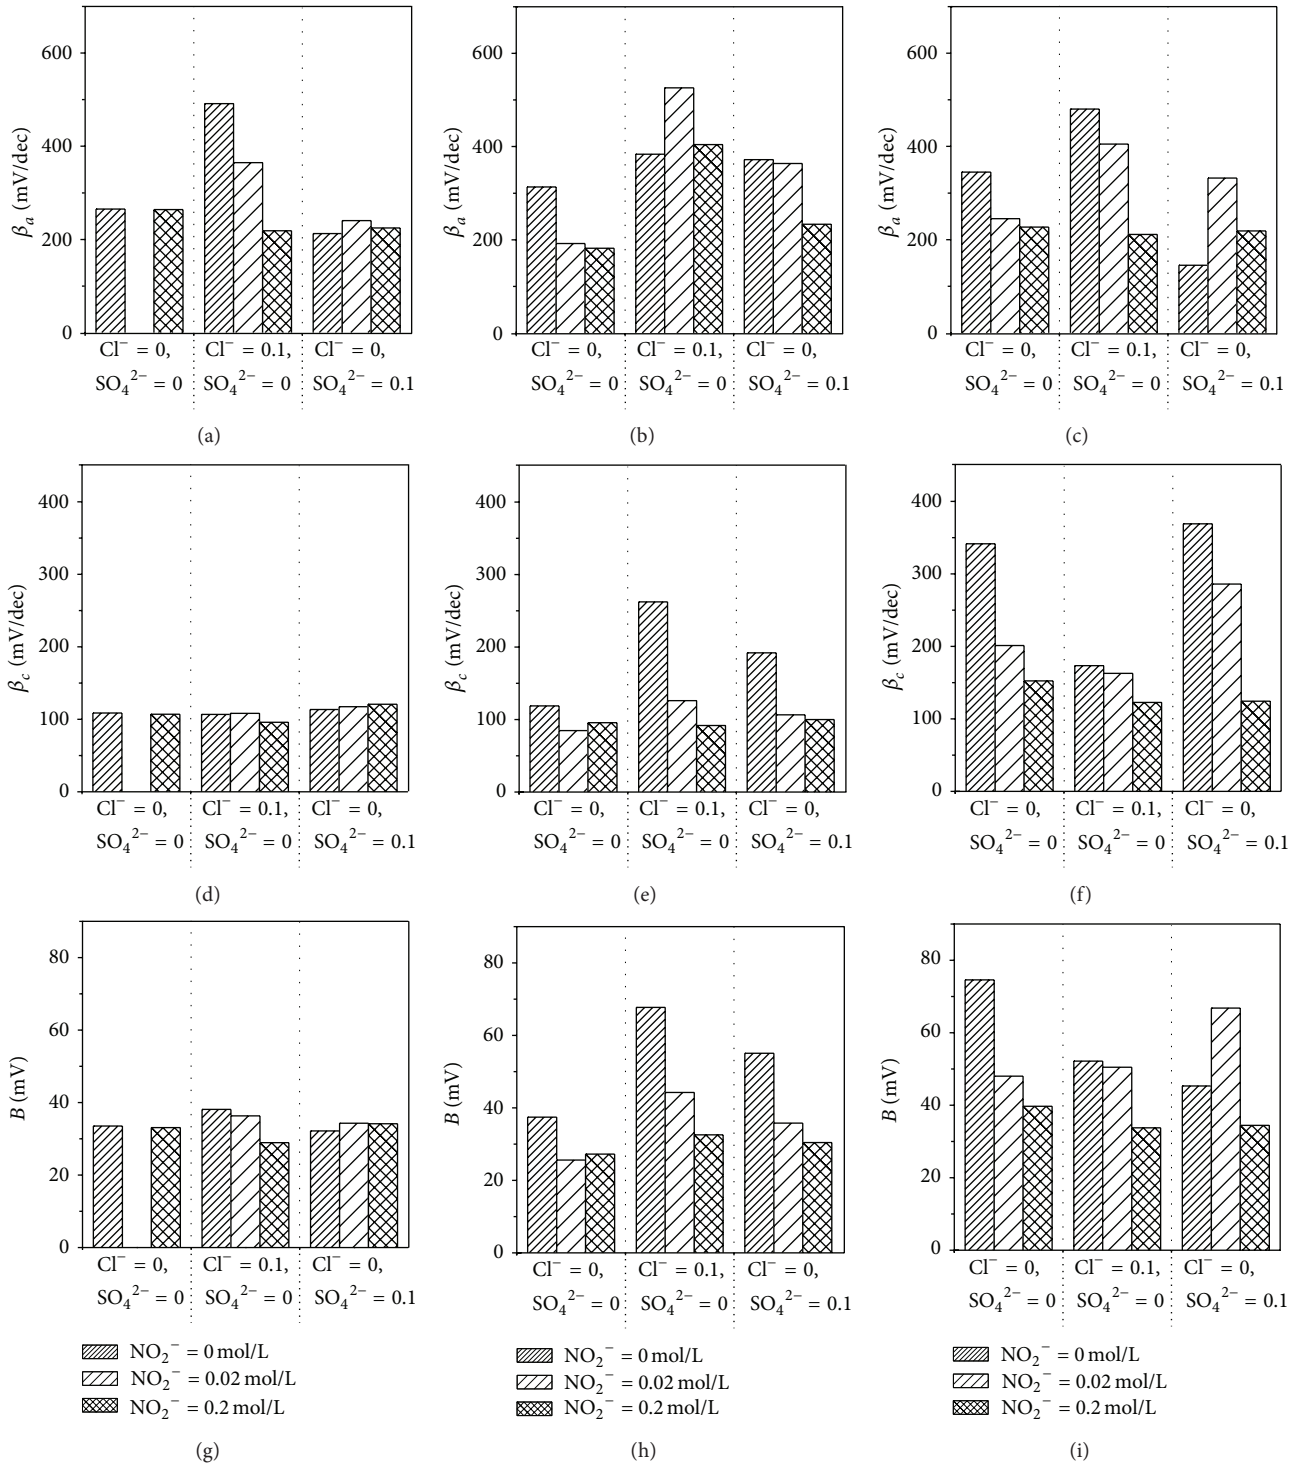 600
400
200
0
β_a (mV/dec)
Cl⁻ = 0, Cl⁻ = 0.1, Cl⁻ = 0,
SO₄²⁻ = 0 SO₄²⁻ = 0 SO₄²⁻ = 0.1
(a)
600
400
200
0
β_a (mV/dec)
Cl⁻ = 0, Cl⁻ = 0.1, Cl⁻ = 0,
SO₄²⁻ = 0 SO₄²⁻ = 0 SO₄²⁻ = 0.1
(b)
600
400
200
0
β_a (mV/dec)
Cl⁻ = 0, Cl⁻ = 0.1, Cl⁻ = 0,
SO₄²⁻ = 0 SO₄²⁻ = 0 SO₄²⁻ = 0.1
(c)
400
300
200
100
0
β_c (mV/dec)
Cl⁻ = 0, Cl⁻ = 0.1, Cl⁻ = 0,
SO₄²⁻ = 0 SO₄²⁻ = 0 SO₄²⁻ = 0.1
(d)
400
300
200
100
0
β_c (mV/dec)
Cl⁻ = 0, Cl⁻ = 0.1, Cl⁻ = 0,
SO₄²⁻ = 0 SO₄²⁻ = 0 SO₄²⁻ = 0.1
(e)
400
300
200
100
0
β_c (mV/dec)
Cl⁻ = 0, Cl⁻ = 0.1, Cl⁻ = 0,
SO₄²⁻ = 0 SO₄²⁻ = 0 SO₄²⁻ = 0.1
(f)
80
60
40
20
0
B (mV)
Cl⁻ = 0, Cl⁻ = 0.1, Cl⁻ = 0,
SO₄²⁻ = 0 SO₄²⁻ = 0 SO₄²⁻ = 0.1
NO₂⁻ = 0 mol/L
NO₂⁻ = 0.02 mol/L
NO₂⁻ = 0.2 mol/L
(g)
80
60
40
20
0
B (mV)
Cl⁻ = 0, Cl⁻ = 0.1, Cl⁻ = 0,
SO₄²⁻ = 0 SO₄²⁻ = 0 SO₄²⁻ = 0.1
NO₂⁻ = 0 mol/L
NO₂⁻ = 0.02 mol/L
NO₂⁻ = 0.2 mol/L
(h)
80
60
40
20
0
B (mV)
Cl⁻ = 0, Cl⁻ = 0.1, Cl⁻ = 0,
SO₄²⁻ = 0 SO₄²⁻ = 0 SO₄²⁻ = 0.1
NO₂⁻ = 0 mol/L
NO₂⁻ = 0.02 mol/L
NO₂⁻ = 0.2 mol/L
(i)